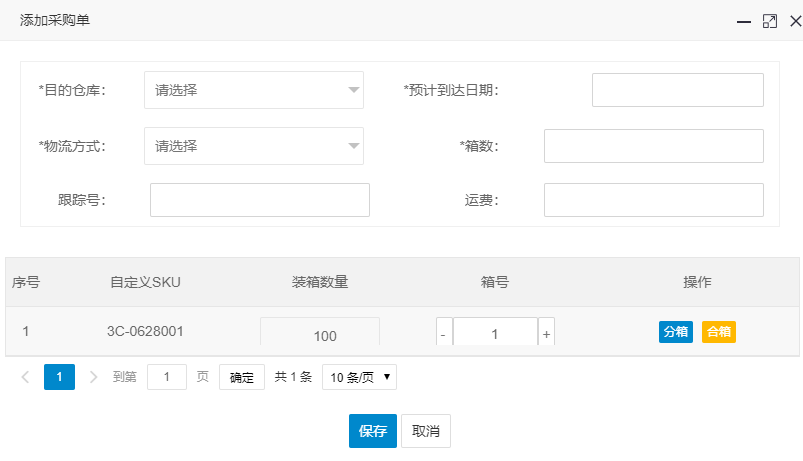 添加采购单
*目的仓库： 请选择 *预计到达日期：
*物流方式： 请选择 *箱数：
跟踪号： 运费：
序号 自定义SKU 装箱数量 箱号 操作
1 3C-0628001 100 - 1 + 分箱 合箱
1 到第 1 页 确定 共 1 条 10 条/页
保存 取消